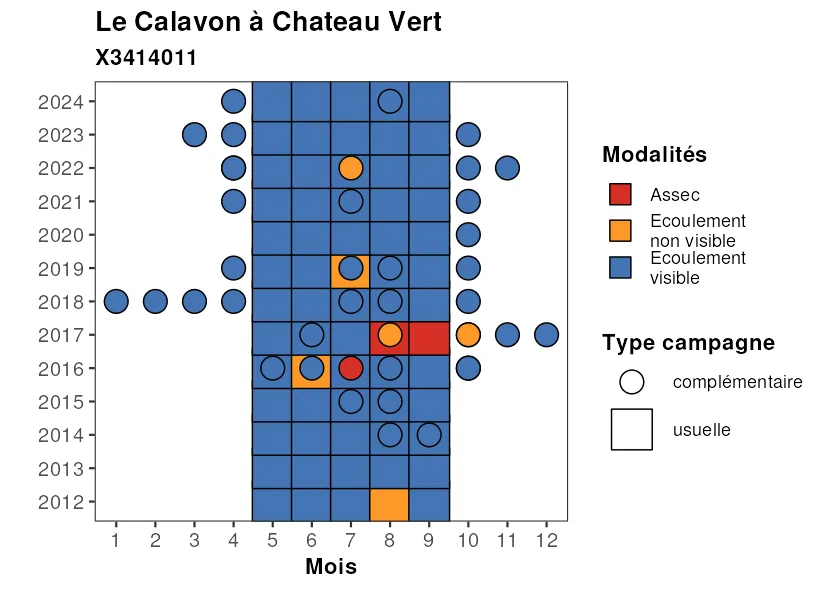 Le Calavon à Chateau Vert
X3414011
2024
2023
2022
2021
2020
2019
2018
2017
2016
2015
2014
2013
2012
1 2 3 4 5 6 7 8 9 10 11 12
Mois
Modalités
Assec
Ecoulement
non visible
Ecoulement
visible
Type campagne
complémentaire
usuelle